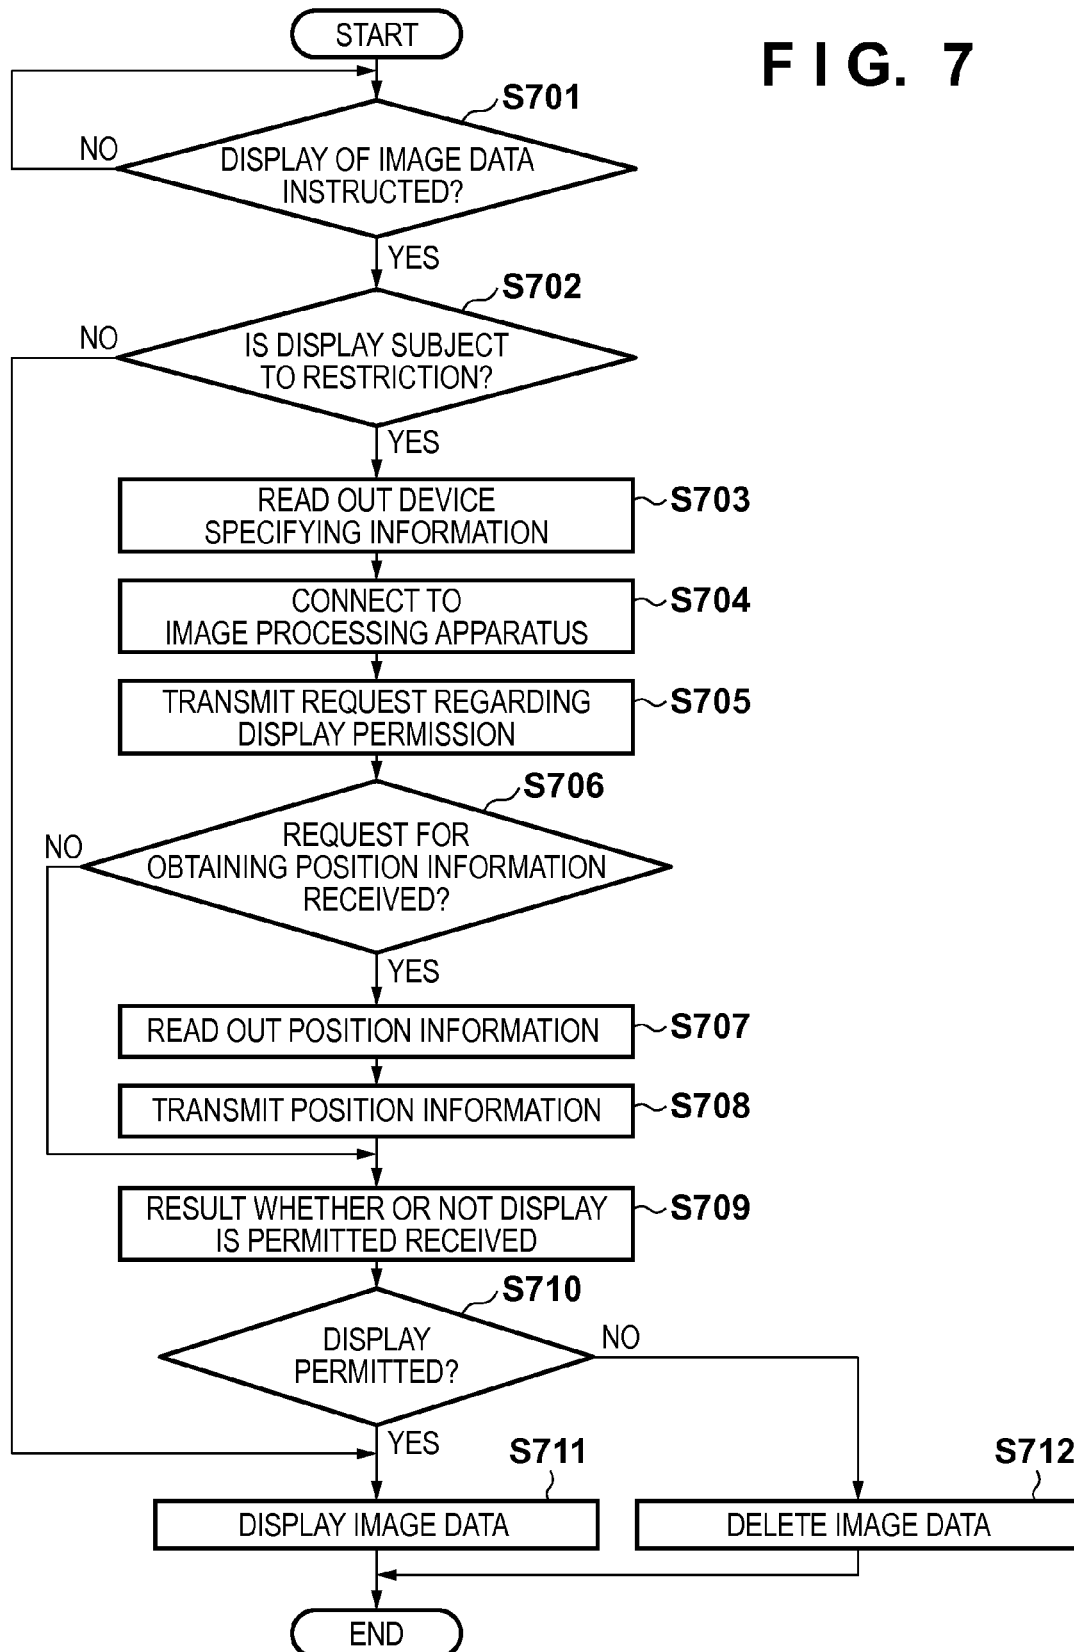 START
F I G. 7
S701
NO
DISPLAY OF IMAGE DATA
INSTRUCTED?
YES
S702
NO
IS DISPLAY SUBJECT
TO RESTRICTION?
YES
READ OUT DEVICE
SPECIFYING INFORMATION
S703
CONNECT TO
IMAGE PROCESSING APPARATUS
S704
TRANSMIT REQUEST REGARDING
DISPLAY PERMISSION
S705
S706
NO
REQUEST FOR
OBTAINING POSITION INFORMATION
RECEIVED?
YES
READ OUT POSITION INFORMATION
S707
TRANSMIT POSITION INFORMATION
S708
RESULT WHETHER OR NOT DISPLAY
IS PERMITTED RECEIVED
S709
S710
DISPLAY
PERMITTED?
NO
YES
S711
DISPLAY IMAGE DATA
S712
DELETE IMAGE DATA
END